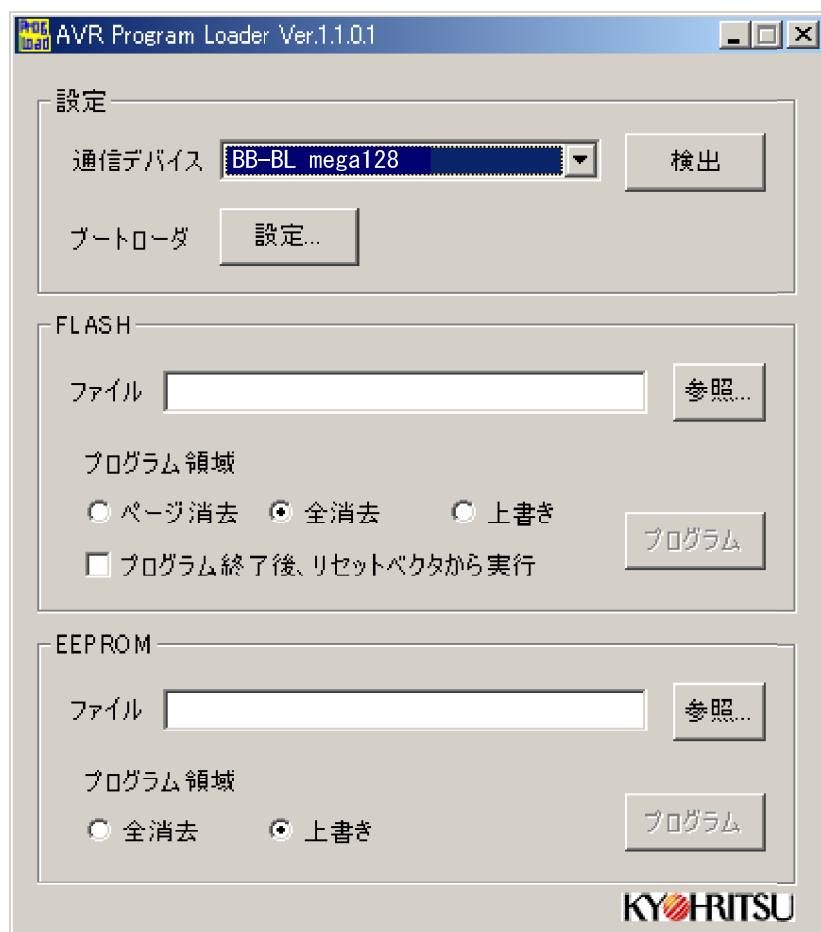 Prog load AVR Program Loader Ver.1.1.0.1
設定
通信デバイス BB-BL mega128 検出
ブートローダ 設定...
FLASH
ファイル 参照...
プログラム領域
ページ消去 全消去 上書き
プログラム
プログラム終了後、リセットベクタから実行
EEPROM
ファイル 参照...
プログラム領域
プログラム
全消去 上書き
KYOHRITSU